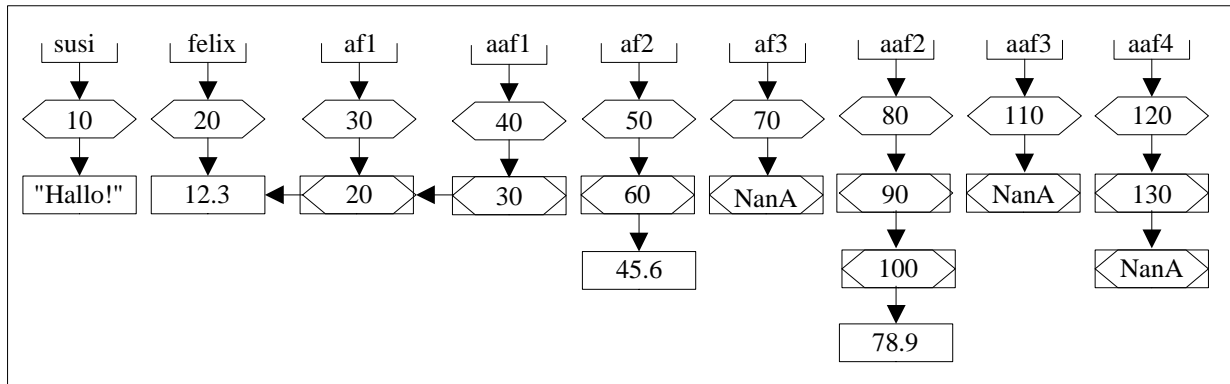 susi felix af1 aaf1 af2 af3 aaf2 aaf3 aaf4
10 20 30 40 50 70 80 110 120
"Hallo!" 12.3 20 30 60 NanA 90 NanA 130
45.6 100 NanA
78.9